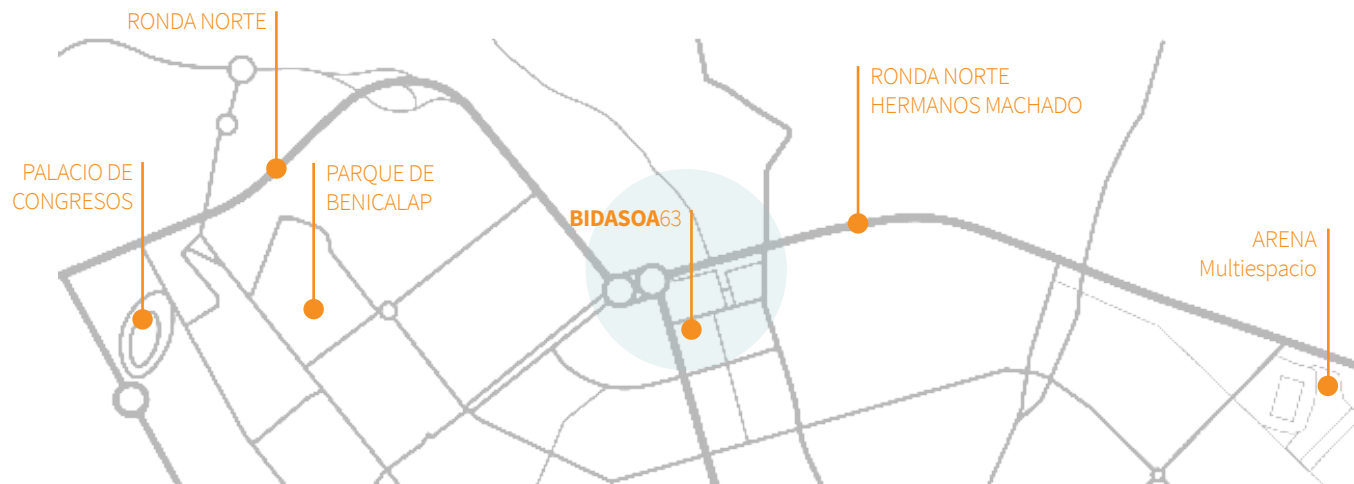 RONDA NORTE
PALACIO DE
CONGRESOS
PARQUE DE
BENICALAP
BIDASOA63
RONDA NORTE
HERMANOS MACHADO
ARENA
Multiespacio